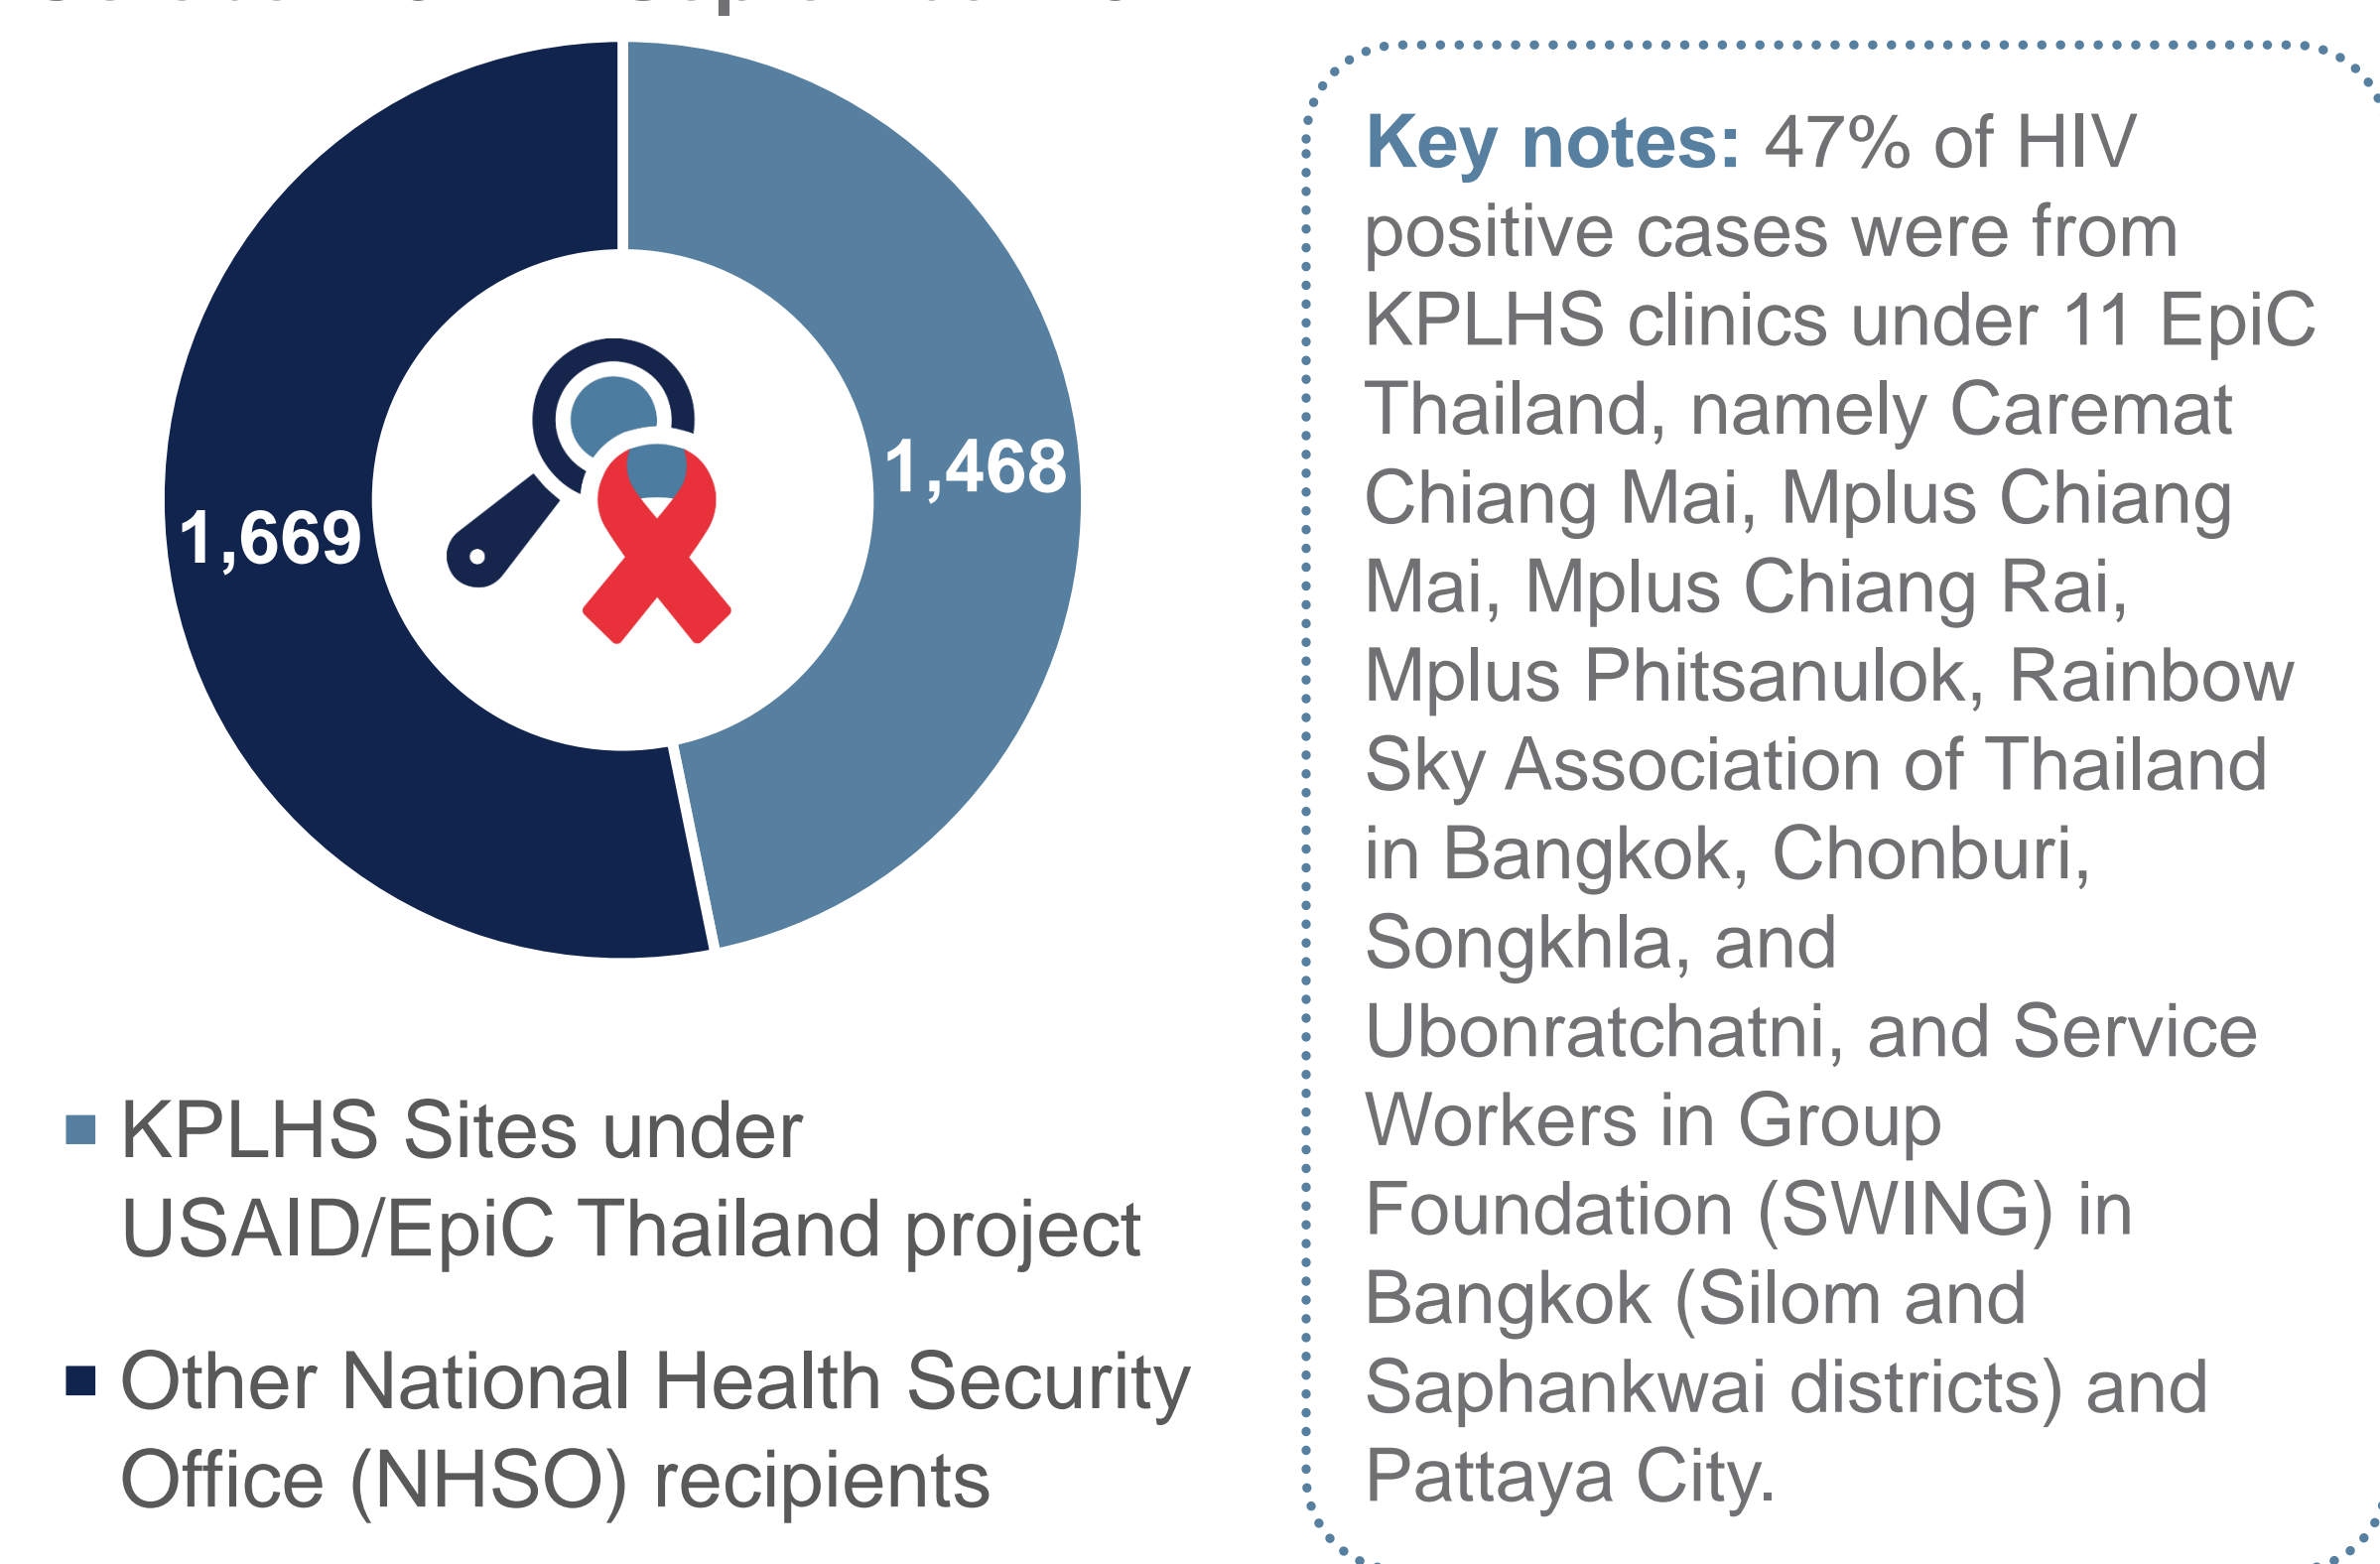 1,468
1,669
KPLHS Sites under
USAID/EpiC Thailand project
Other National Health Security
Office (NHSO) recipients
Key notes: 47% of HIV
positive cases were from
KPLHS clinics under 11 EpiC
Thailand, namely Caremat
Chiang Mai, Mplus Chiang
Mai, Mplus Chiang Rai,
Mplus Phitsanulok, Rainbow
Sky Association of Thailand
in Bangkok, Chonburi,
Songkhla, and
Ubonratchatni, and Service
Workers in Group
Foundation (SWING) in
Bangkok (Silom and
Saphankwai districts) and
Pattaya City.